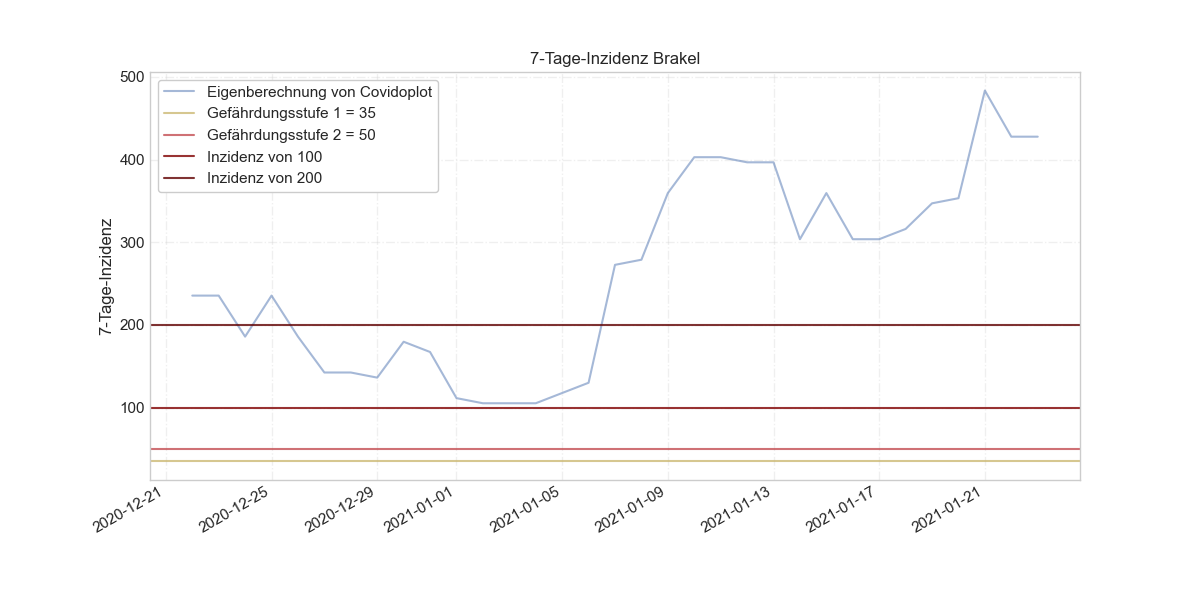 7-Tage-Inzidenz Brakel
500
400
300
200
100
7-Tage-Inzidenz
Eigenberechnung von Covidoplot
Gefährdungsstufe 1 = 35
Gefährdungsstufe 2 = 50
Inzidenz von 100
Inzidenz von 200
2020-12-21
2020-12-25
2020-12-29
2021-01-01
2021-01-05
2021-01-09
2021-01-13
2021-01-17
2021-01-21